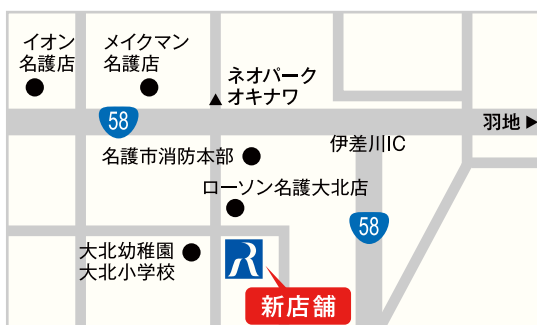 イオン
名護店
メイクマン
名護店
ネオパーク
▲オキナワ
58
羽地▶
伊差川IC
名護市消防本部
ローソン名護大北店
58
大北幼稚園
大北小学校
R
新店舗